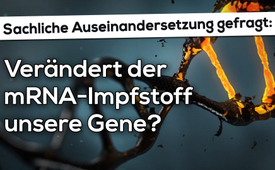 Sachliche Auseinandersetzung gefragt:
Verändert der
mRNA-Impfstoff
unsere Gene?